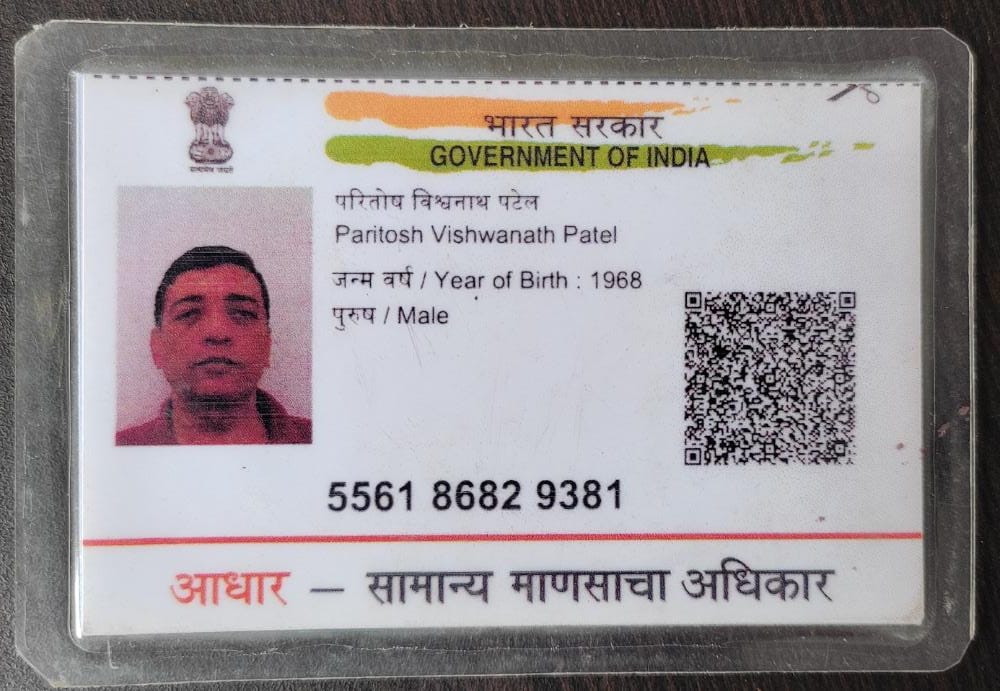 भारत सरकार
GOVERNMENT OF INDIA
सत्यमेव जयते
परितोष विश्वनाथ पटेल
Paritosh Vishwanath Patel
जन्म वर्ष / Year of Birth : 1968
पुरुष / Male
5561 8682 9381
आधार — सामान्य माणसाचा अधिकार